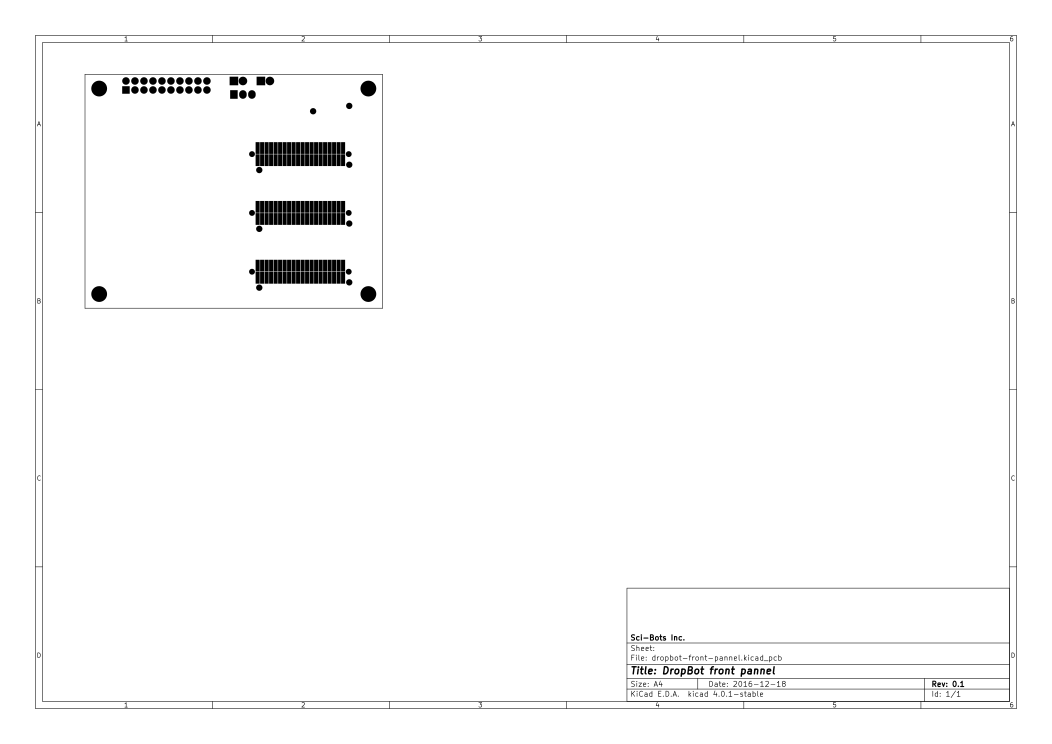 1 2 3 4 5 6
A A
B B
C C
D D
Sci-Bots Inc.
Sheet:
File: dropbot-front-pannel.kicad_pcb
Title: DropBot front pannel
Size: A4 Date: 2016-12-18 Rev: 0.1
KiCad E.D.A. kicad 4.0.1-stable Id: 1/1
1 2 3 4 5 6